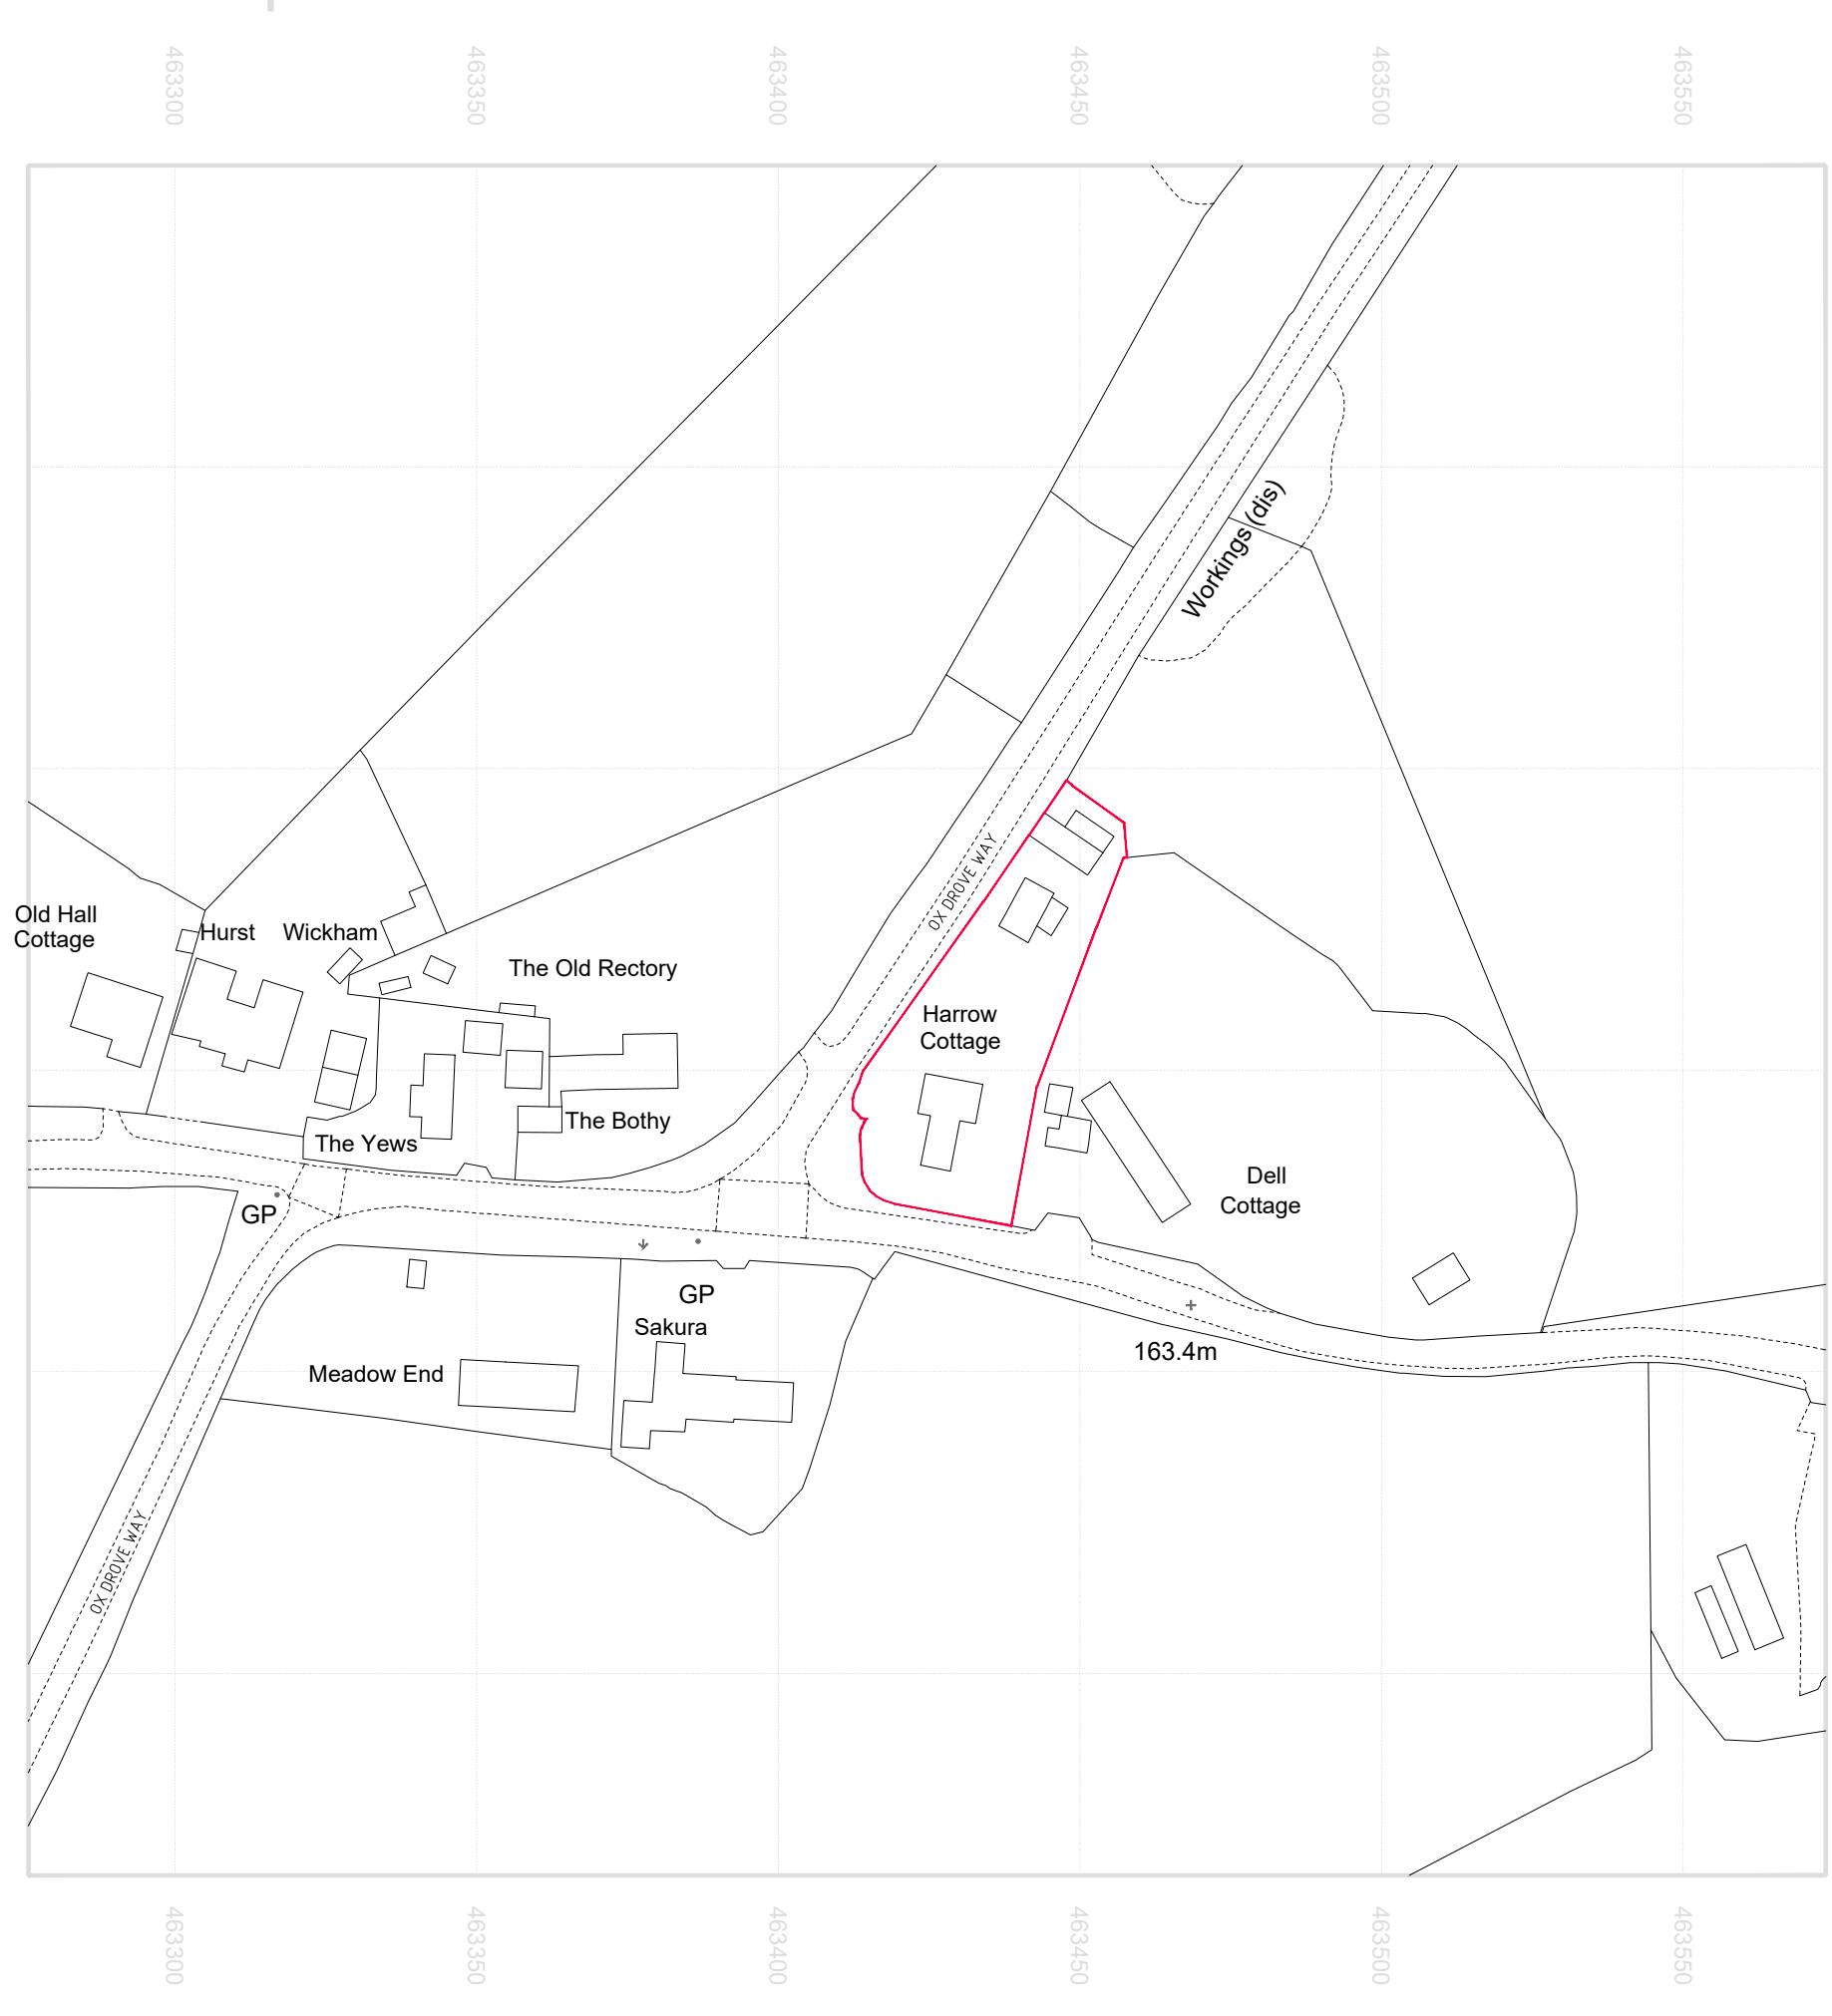 463300
463350
463400
463450
463500
463550
Workings (dis)
OX DROVE WAY
Old Hall
Cottage
Hurst
Wickham
The Old Rectory
Harrow
Cottage
The Bothy
The Yews
Dell
Cottage
GP
GP
Sakura
163.4m
Meadow End
OX DROVE WAY
463300
463350
463400
463450
463500
463550